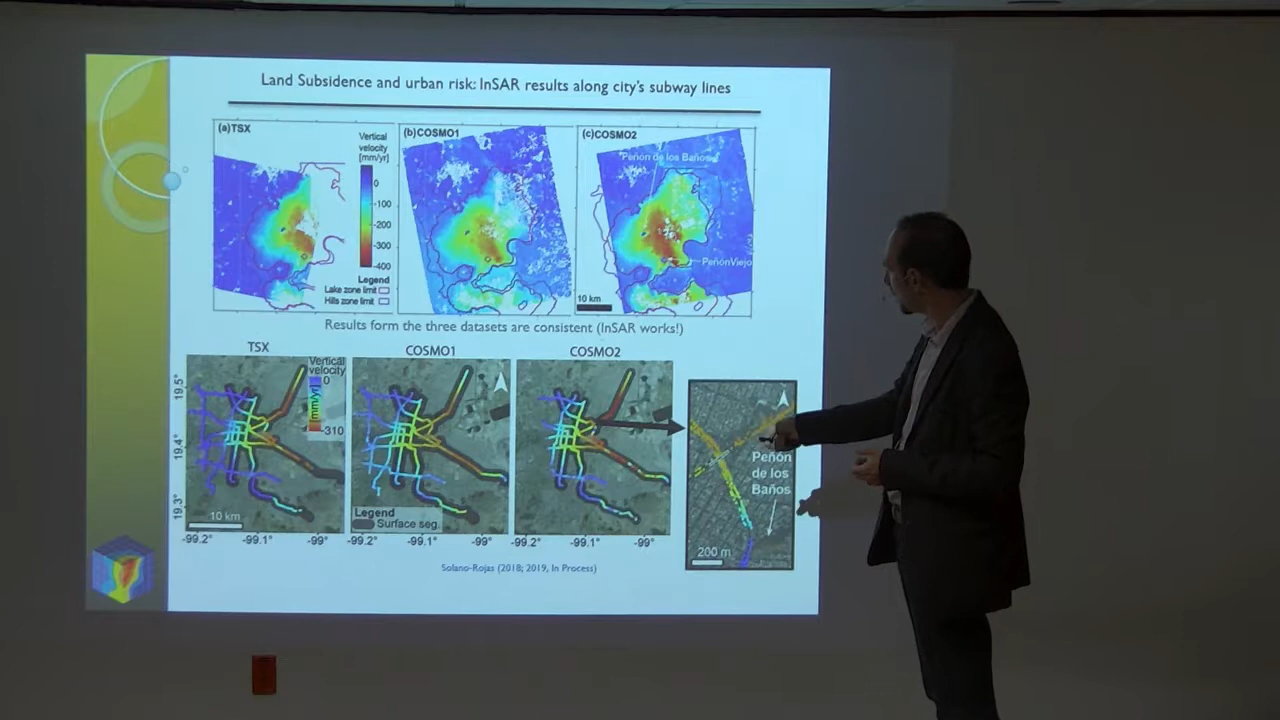 Land Subsidence and urban risk: InSAR results along city's subway lines
(a)TSX
Vertical
velocity
[mm/yr]
0
-100
-200
-300
-400
Legend
Lake zone limit
Hills zone limit
(b)COSMO1
(c)COSMO2
Peñón de los Baños
PeñónViejo
10 km
Results form the three datasets are consistent (InSAR works!)
TSX
COSMO1
COSMO2
Vertical
velocity
0
[mm/yr]
-310
19.5°
19.4°
19.3°
10 km
Legend
Surface seg.
-99.2°
-99.1°
-99°
-99.2°
-99.1°
-99°
-99.2°
-99.1°
-99°
Peñón
de los
Baños
200 m
Solano-Rojas (2018; 2019, In Process)